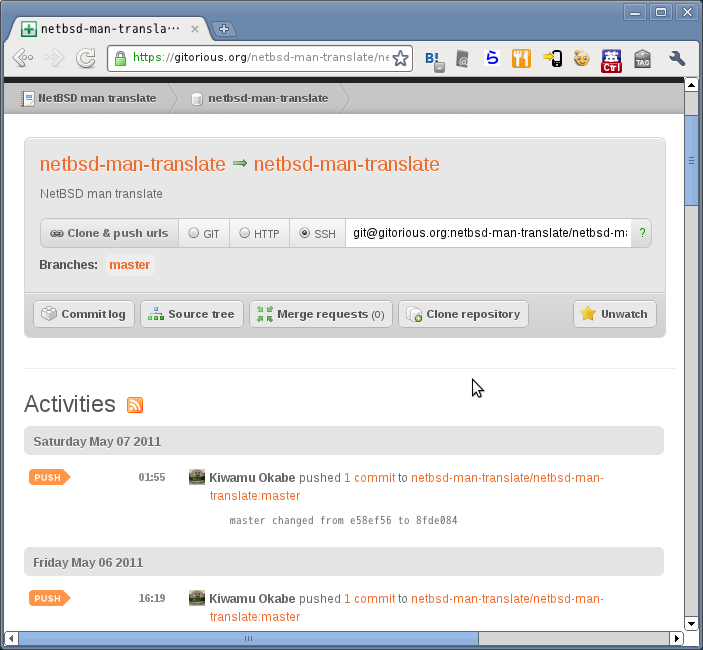 netbsd-man-transla…
https://gitorious.org/netbsd-man-translate/ne
B!
Ctrl
TAG
NetBSD man translate
netbsd-man-translate
netbsd-man-translate ⇒ netbsd-man-translate
NetBSD man translate
Clone & push urls GIT HTTP SSH git@gitorious.org:netbsd-man-translate/netbsd-ma ?
Branches: master
Commit log Source tree Merge requests (0) Clone repository Unwatch
Activities
Saturday May 07 2011
PUSH 01:55 Kiwamu Okabe pushed 1 commit to netbsd-man-translate/netbsd-man-
translate:master
master changed from e58ef56 to 8fde084
Friday May 06 2011
PUSH 16:19 Kiwamu Okabe pushed 1 commit to netbsd-man-translate/netbsd-man-
translate:master